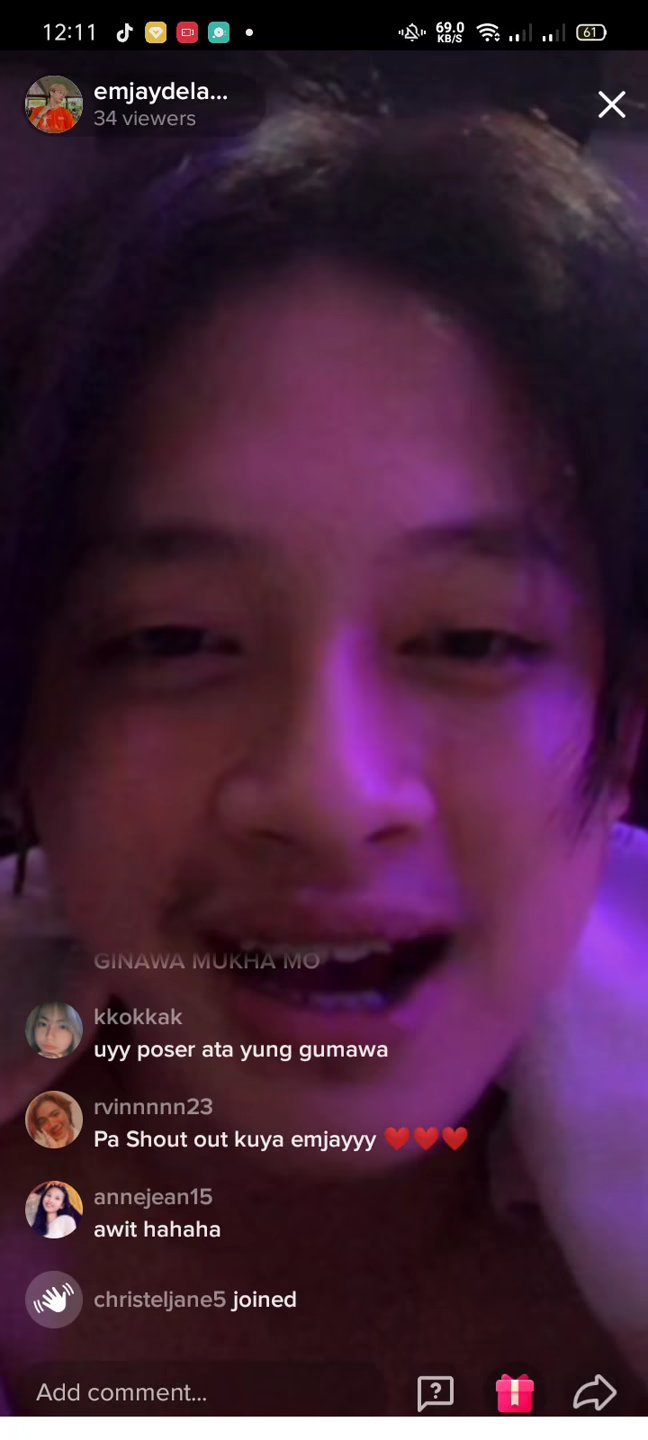 12:11
69.0
KB/S
61
emjaydela...
34 viewers
GINAWA MUKHA MO
kkokkak
uyy poser ata yung gumawa
rvinnnnn23
Pa Shout out kuya emjayyy ❤️❤️❤️
annejean15
awit hahaha
christeljane5 joined
Add comment...